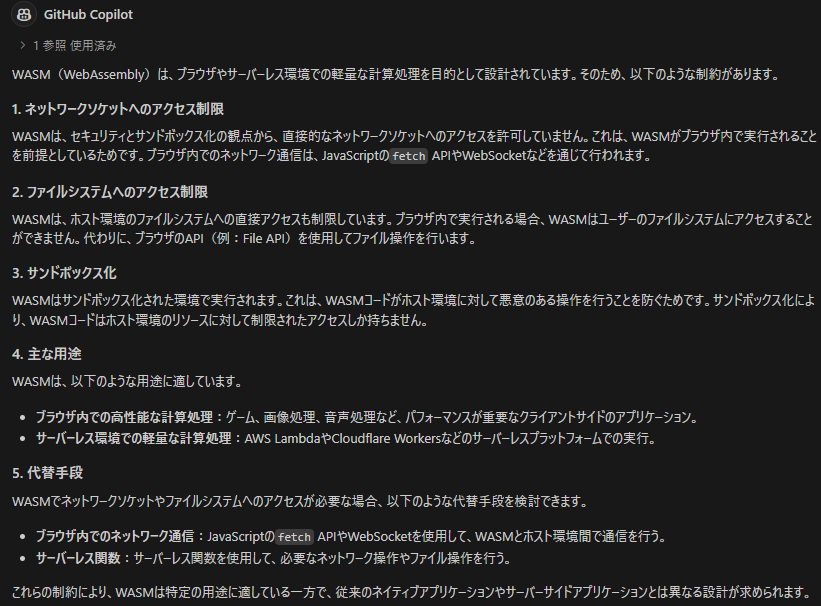 GitHub Copilot
1 参照 使用済み
WASM（WebAssembly）は、ブラウザやサーバーレス環境での軽量な計算処理を目的として設計されています。そのため、以下のような制約があります。
1. ネットワークソケットへのアクセス制限
WASMは、セキュリティとサンドボックス化の観点から、直接的なネットワークソケットへのアクセスを許可していません。これは、WASMがブラウザ内で実行されること
を前提としているためです。ブラウザ内でのネットワーク通信は、JavaScriptの fetch APIやWebSocketなどを通じて行われます。
2. ファイルシステムへのアクセス制限
WASMは、ホスト環境のファイルシステムへの直接アクセスも制限しています。ブラウザ内で実行される場合、WASMはユーザーのファイルシステムにアクセスすること
ができません。代わりに、ブラウザのAPI（例：File API）を使用してファイル操作を行います。
3. サンドボックス化
WASMはサンドボックス化された環境で実行されます。これは、WASMコードがホスト環境に対して悪意のある操作を行うことを防ぐためです。サンドボックス化によ
り、WASMコードはホスト環境のリソースに対して制限されたアクセスしか持ちません。
4. 主な用途
WASMは、以下のような用途に適しています。
• ブラウザ内での高性能な計算処理：ゲーム、画像処理、音声処理など、パフォーマンスが重要なクライアントサイドのアプリケーション。
• サーバーレス環境での軽量な計算処理：AWS LambdaやCloudflare Workersなどのサーバーレスプラットフォームでの実行。
5. 代替手段
WASMでネットワークソケットやファイルシステムへのアクセスが必要な場合、以下のような代替手段を検討できます。
• ブラウザ内でのネットワーク通信：JavaScriptの fetch APIやWebSocketを使用して、WASMとホスト環境間で通信を行う。
• サーバーレス関数：サーバーレス関数を使用して、必要なネットワーク操作やファイル操作を行う。
これらの制約により、WASMは特定の用途に適している一方で、従来のネイティブアプリケーションやサーバーサイドアプリケーションとは異なる設計が求められます。